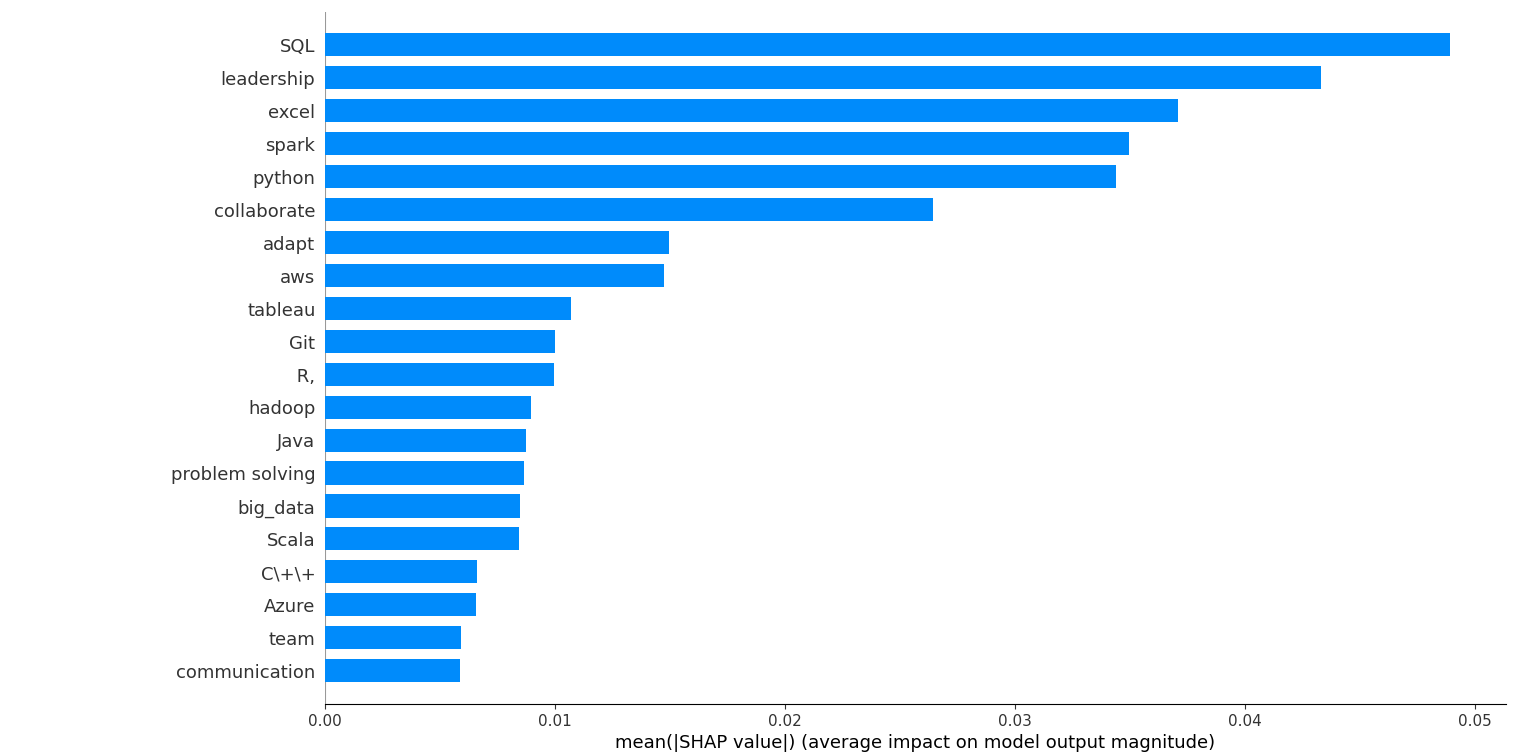 SQL
leadership
excel
spark
python
collaborate
adapt
aws
tableau
Git
R,
hadoop
Java
problem solving
big_data
Scala
C\+\+
Azure
team
communication
0.00 0.01 0.02 0.03 0.04 0.05
mean(|SHAP value|) (average impact on model output magnitude)